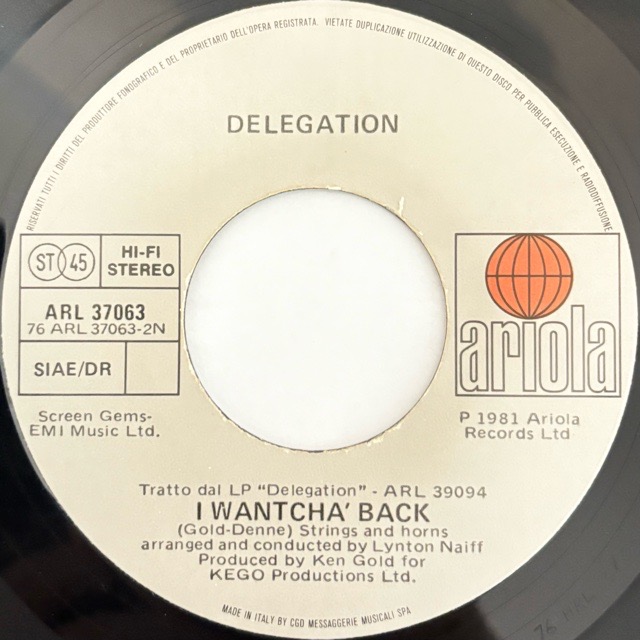 RISERVATI TUTTI I DIRITTI DEL PRODUTTORE FONOGRAFICO E DEL PROPRIETARIO DELL'OPERA REGISTRATA. VIETATE DUPLICAZIONE UTILIZZAZIONE DI QUESTO DISCO PER PUBBLICA ESECUZIONE E RADIODIFFUSIONE
DELEGATION
ST 45
HI-FI
STEREO
ARL 37063
76 ARL 37063-2N
SIAE/DR
ariola
Screen Gems-
EMI Music Ltd.
P 1981 Ariola
Records Ltd
Tratto dal LP "Delegation" - ARL 39094
I WANTCHA' BACK
(Gold-Denne) Strings and horns
arranged and conducted by Lynton Naiff
Produced by Ken Gold for
KEGO Productions Ltd.
MADE IN ITALY BY CGD MESSAGGERIE MUSICALI SPA